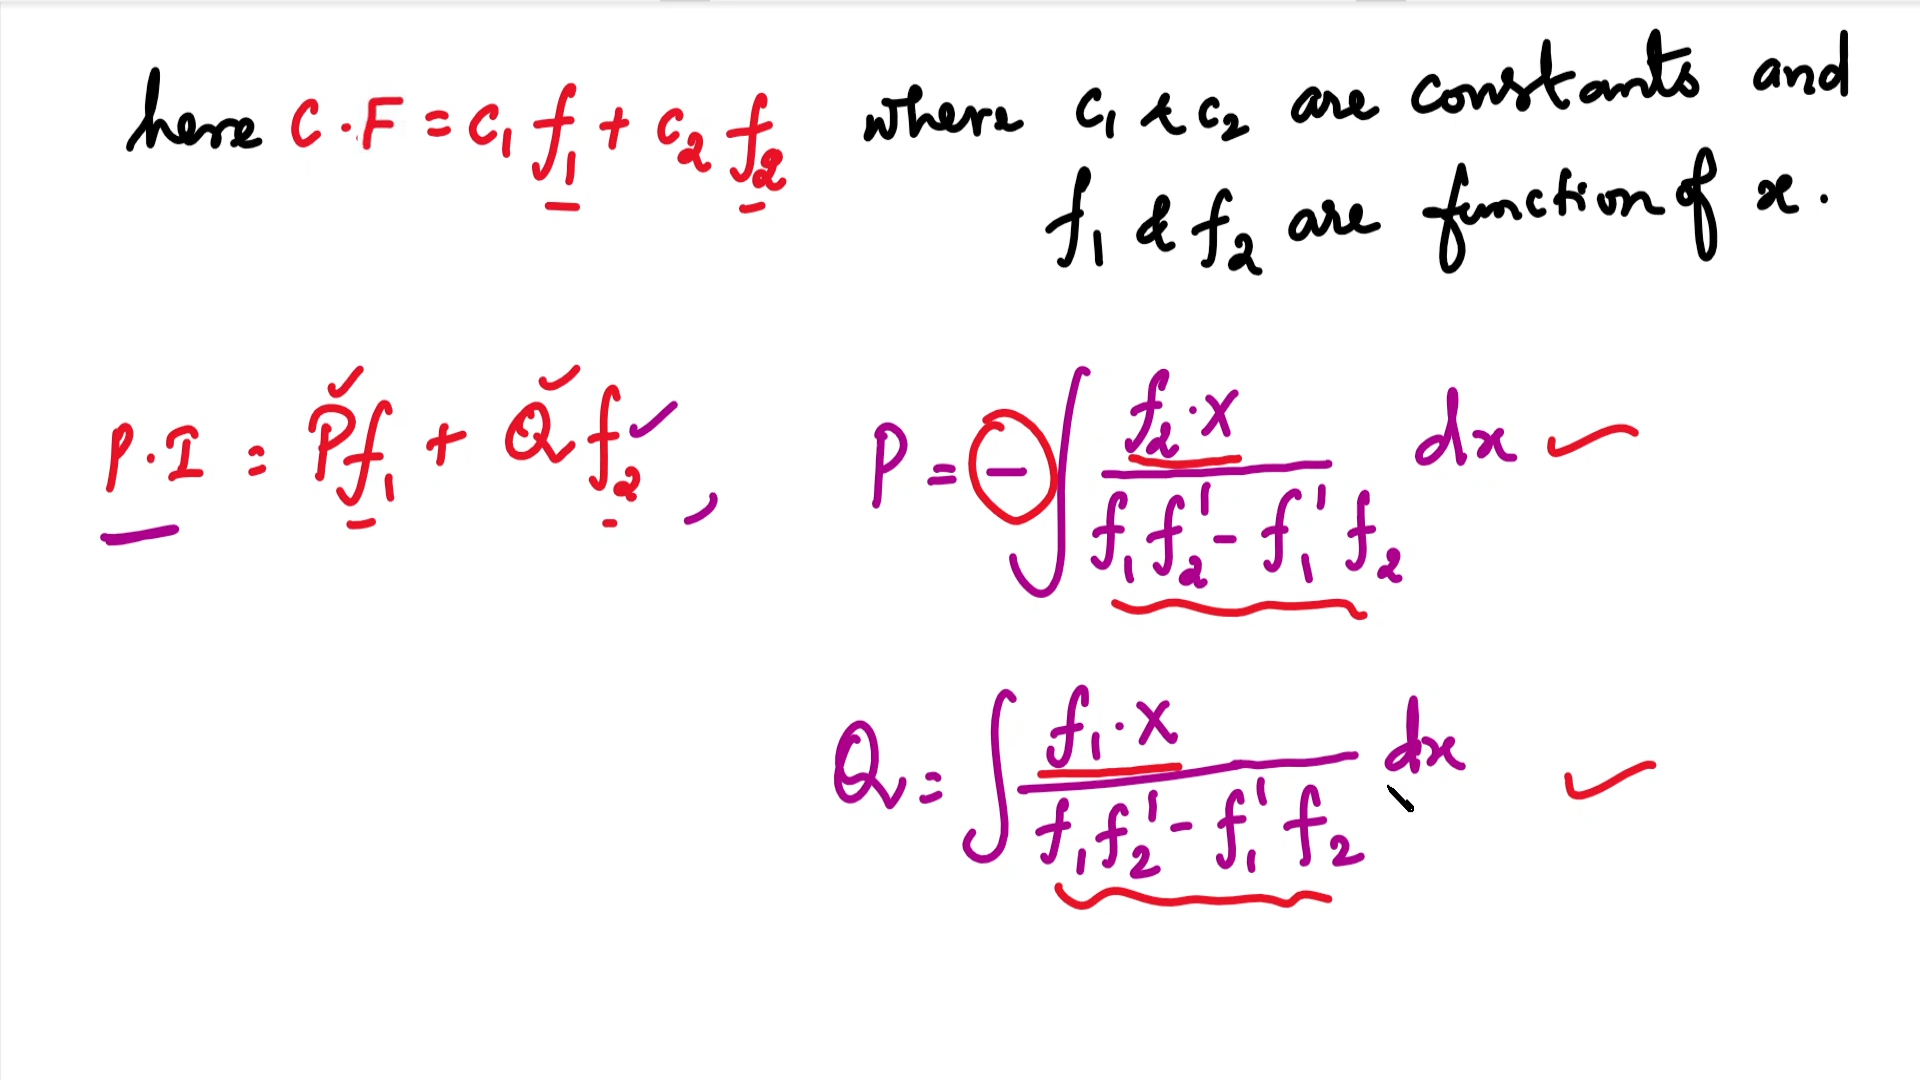 here C.F = c₁f₁ + c₂f₂ where c₁ & c₂ are constants and
f₁ & f₂ are function of x.
P.I = Pf₁ + Qf₂, P = - ∫ (f₂.X)/(f₁f₂' - f₁'f₂) dx
Q = ∫ (f₁.X)/(f₁f₂' - f₁'f₂) dx